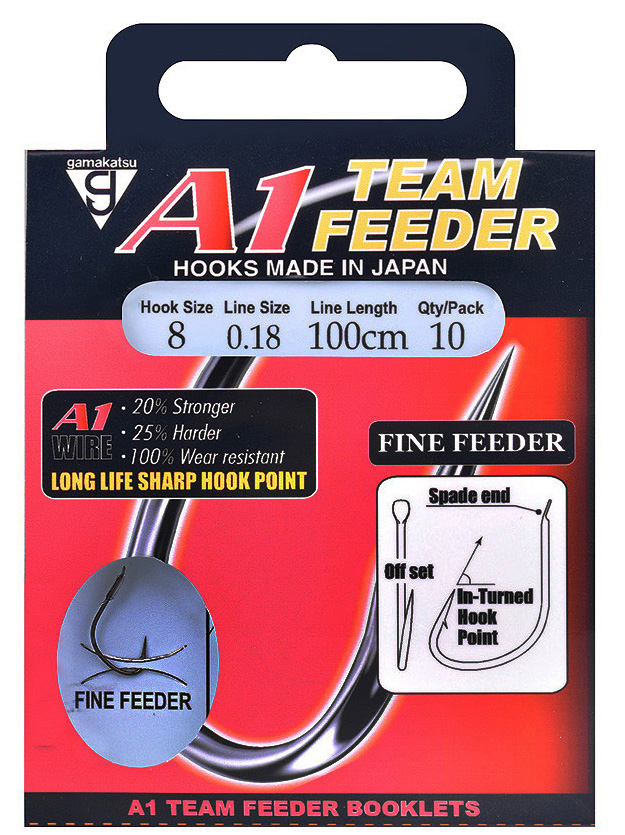 gamakatsu
A1 TEAM
FEEDER
HOOKS MADE IN JAPAN
Hook Size Line Size Line Length Qty/Pack
8 0.18 100cm 10
A1
WIRE
· 20% Stronger
· 25% Harder
· 100% Wear resistant
LONG LIFE SHARP HOOK POINT
FINE FEEDER
Spade end
Off set
In-Turned
Hook
Point
FINE FEEDER
A1 TEAM FEEDER BOOKLETS